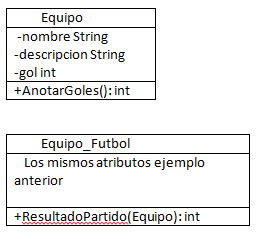 Equipo
-nombre String
-descripcion String
-gol int
+AnotarGoles(): int
Equipo_Futbol
Los mismos atributos ejemplo
anterior
+ResultadoPartido(Equipo): int